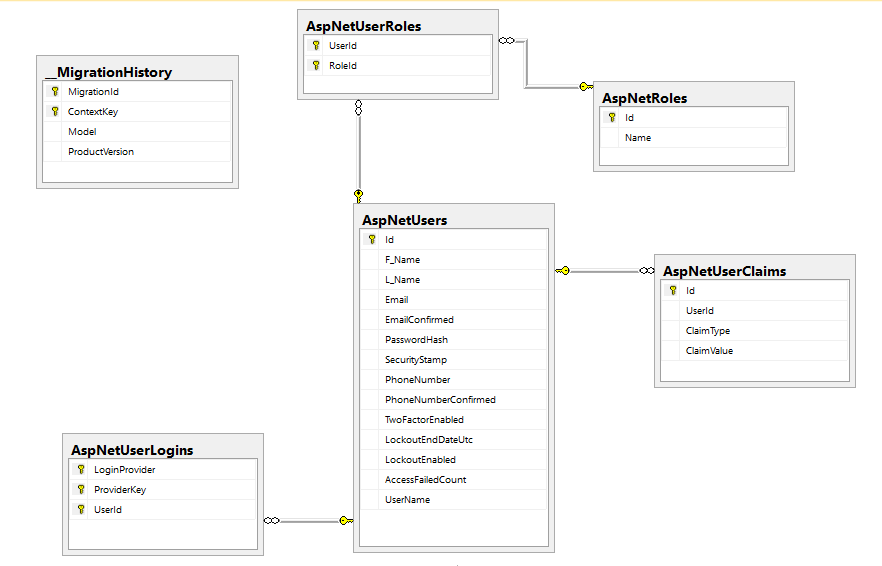 AspNetUserRoles
UserId
RoleId
__MigrationHistory
MigrationId
ContextKey
Model
ProductVersion
AspNetRoles
Id
Name
AspNetUsers
Id
F_Name
L_Name
Email
EmailConfirmed
PasswordHash
SecurityStamp
PhoneNumber
PhoneNumberConfirmed
TwoFactorEnabled
LockoutEndDateUtc
LockoutEnabled
AccessFailedCount
UserName
AspNetUserClaims
Id
UserId
ClaimType
ClaimValue
AspNetUserLogins
LoginProvider
ProviderKey
UserId